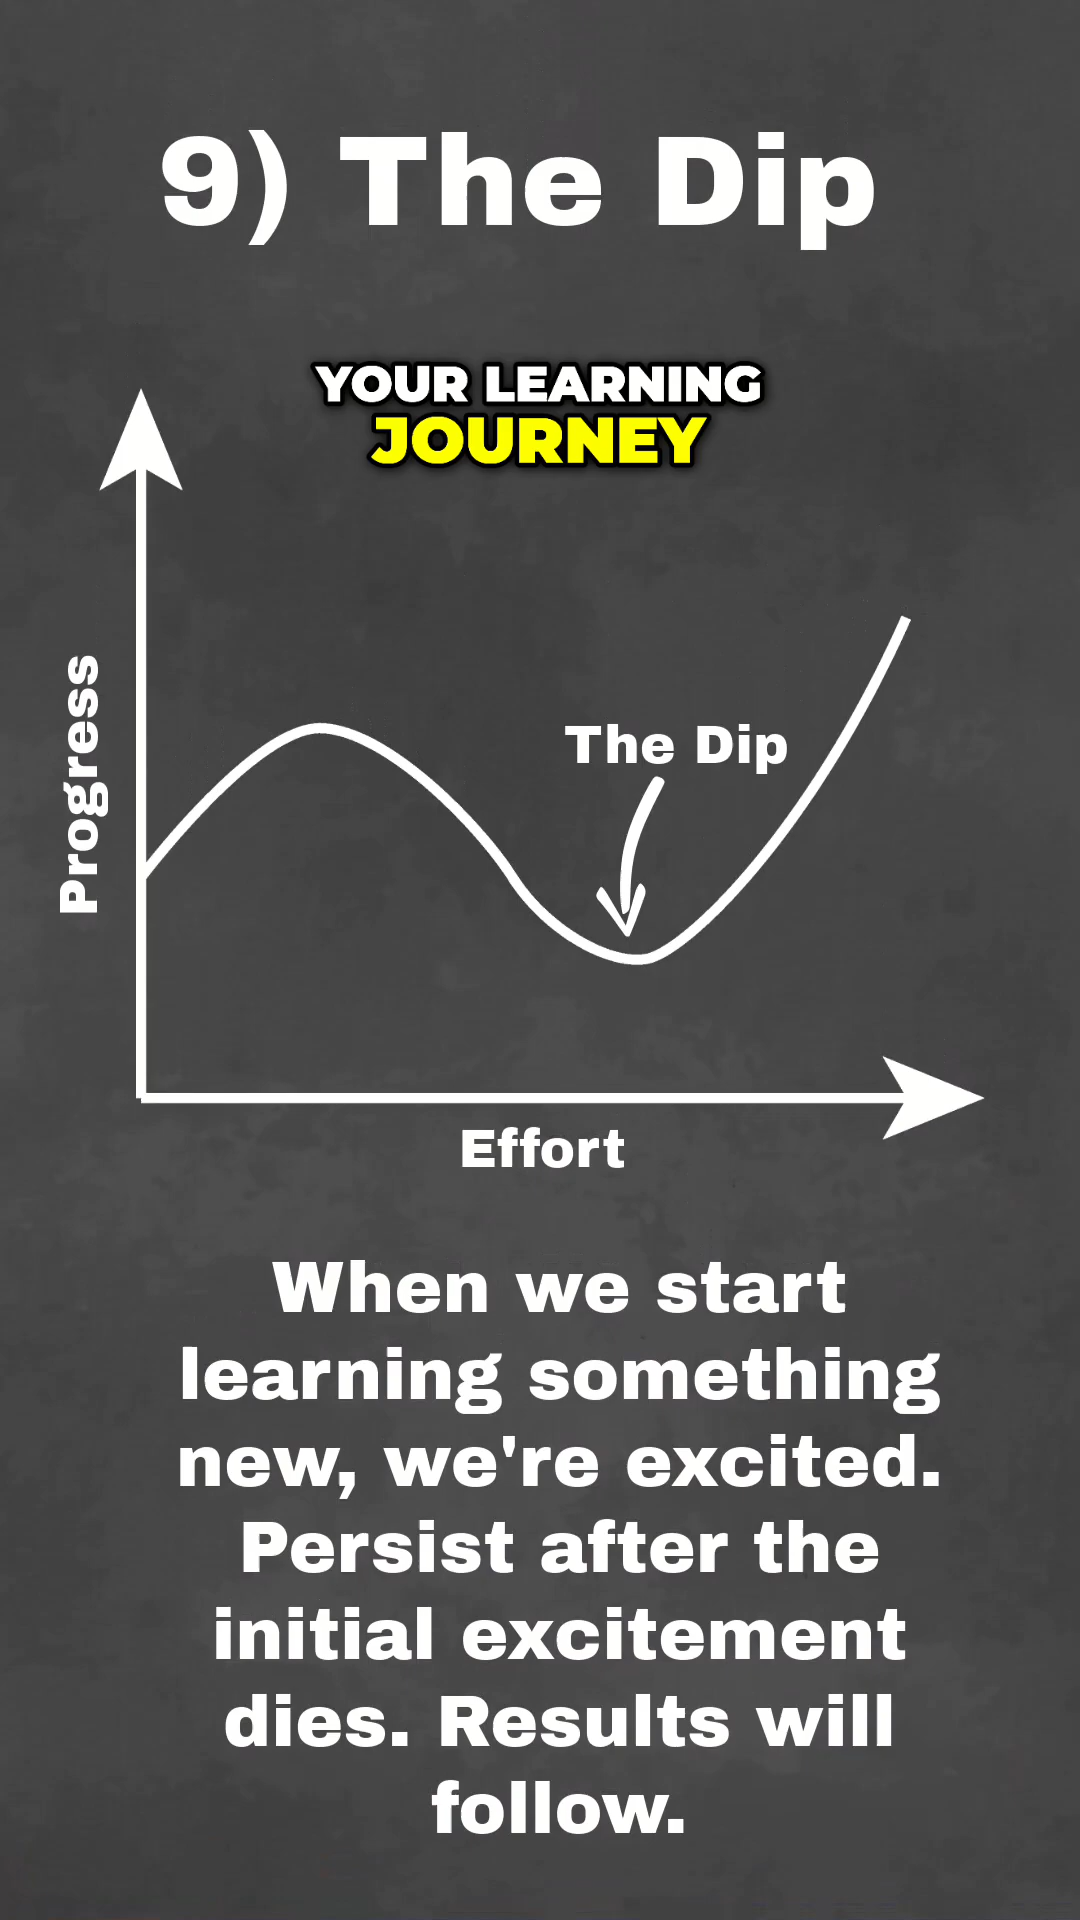 9) The Dip
YOUR LEARNING
JOURNEY
Progress
The Dip
Effort
When we start
learning something
new, we're excited.
Persist after the
initial excitement
dies. Results will
follow.